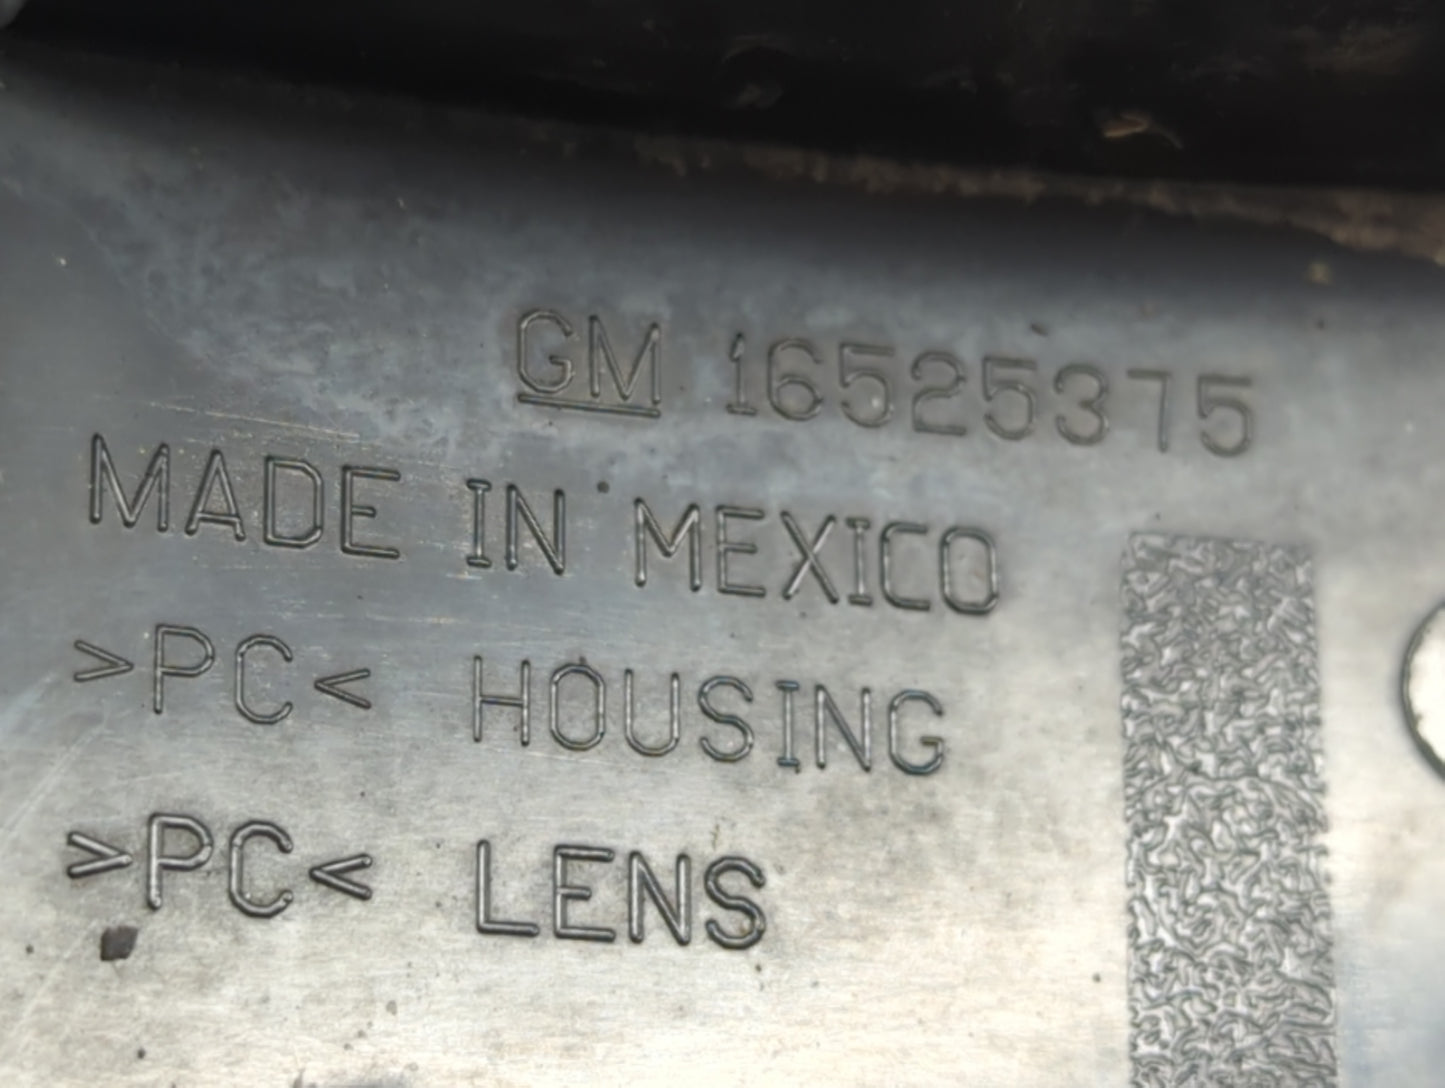 GM 16525375
MADE IN MEXICO
>PC< HOUSING
>PC< LENS